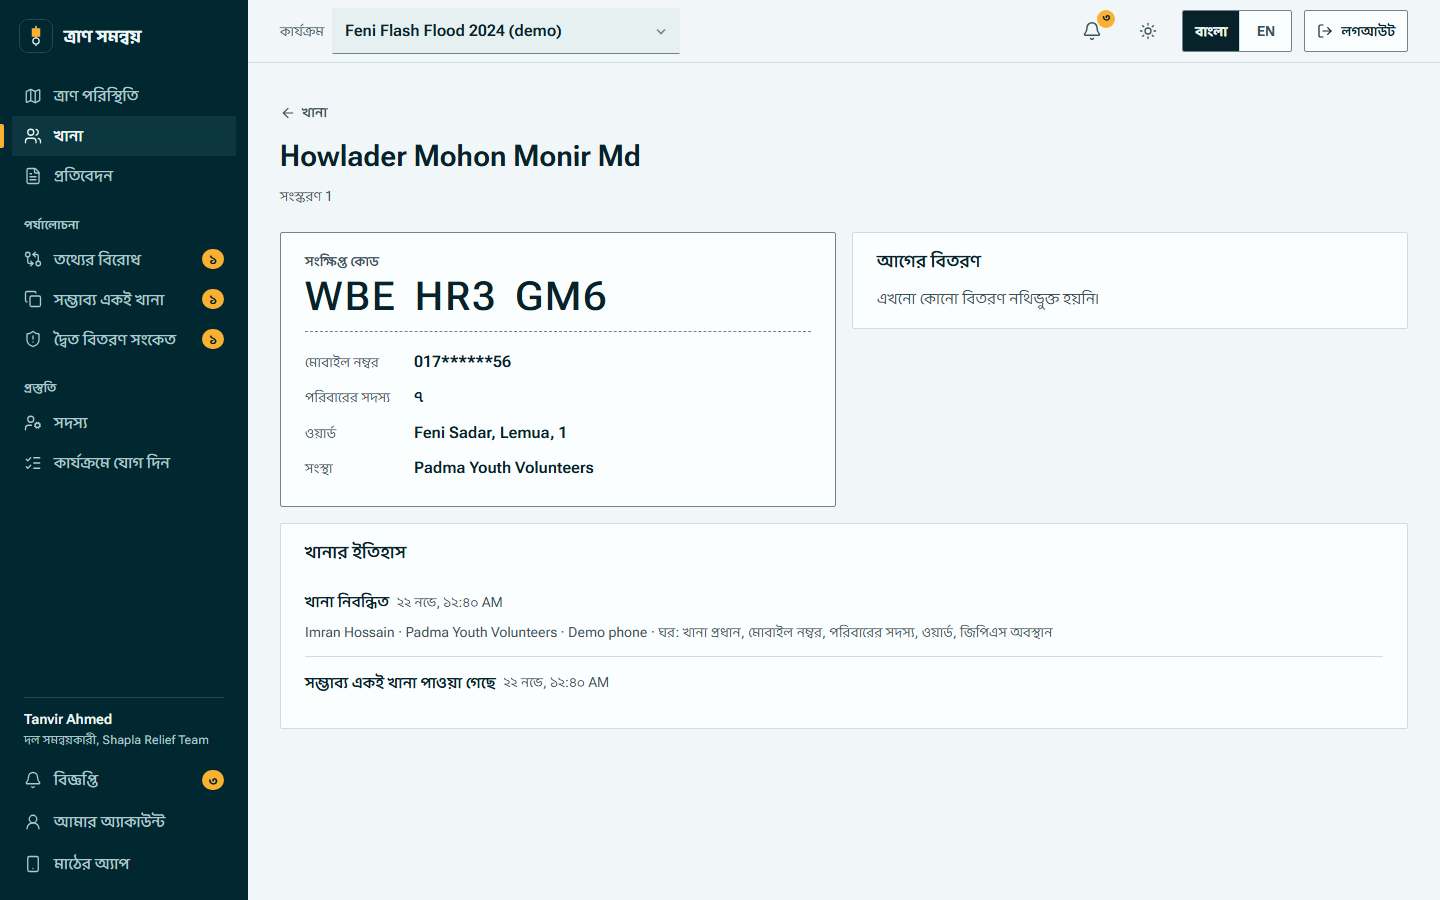 ত্রাণ সমন্বয়
ত্রাণ পরিস্থিতি
খানা
প্রতিবেদন
পর্যালোচনা
তথ্যের বিরোধ ১
সম্ভাব্য একই খানা ১
দ্বৈত বিতরণ সংকেত ১
প্রস্তুতি
সদস্য
কার্যক্রমে যোগ দিন
Tanvir Ahmed
দল সমন্বয়কারী, Shapla Relief Team
বিজ্ঞপ্তি ৩
আমার অ্যাকাউন্ট
মাঠের অ্যাপ
কার্যক্রম Feni Flash Flood 2024 (demo) ৩ বাংলা EN লগআউট
খানা
Howlader Mohon Monir Md
সংস্করণ 1
সংক্ষিপ্ত কোড
WBE HR3 GM6
মোবাইল নম্বর 017******56
পরিবারের সদস্য ৭
ওয়ার্ড Feni Sadar, Lemua, 1
সংস্থা Padma Youth Volunteers
আগের বিতরণ
এখনো কোনো বিতরণ নথিভুক্ত হয়নি।
খানার ইতিহাস
খানা নিবন্ধিত ২২ নভে, ১২:৪০ AM
Imran Hossain · Padma Youth Volunteers · Demo phone · ঘর: খানা প্রধান, মোবাইল নম্বর, পরিবারের সদস্য, ওয়ার্ড, জিপিএস অবস্থান
সম্ভাব্য একই খানা পাওয়া গেছে ২২ নভে, ১২:৪০ AM